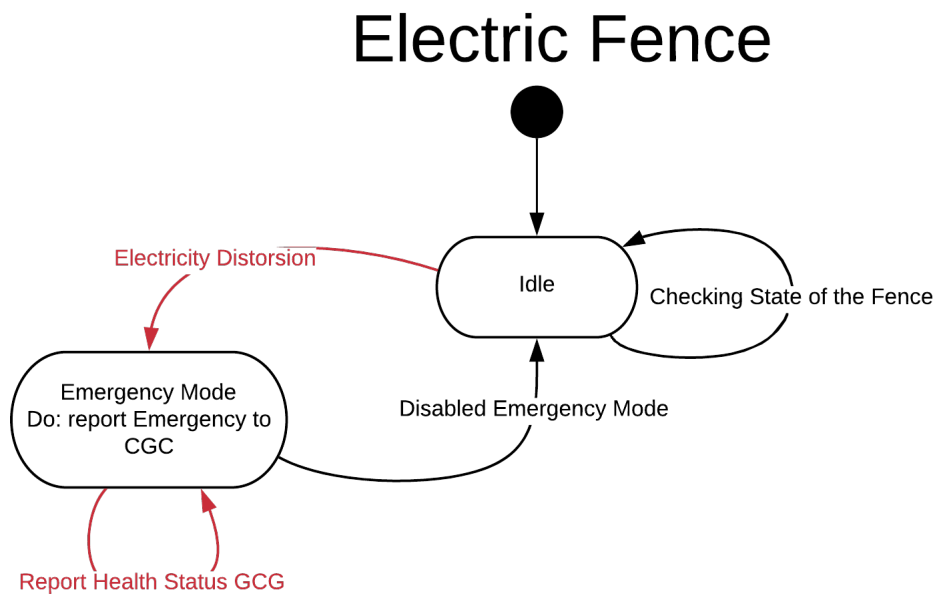 Electric Fence
Electricity Distorsion
Idle
Checking State of the Fence
Emergency Mode
Do: report Emergency to
CGC
Disabled Emergency Mode
Report Health Status GCG